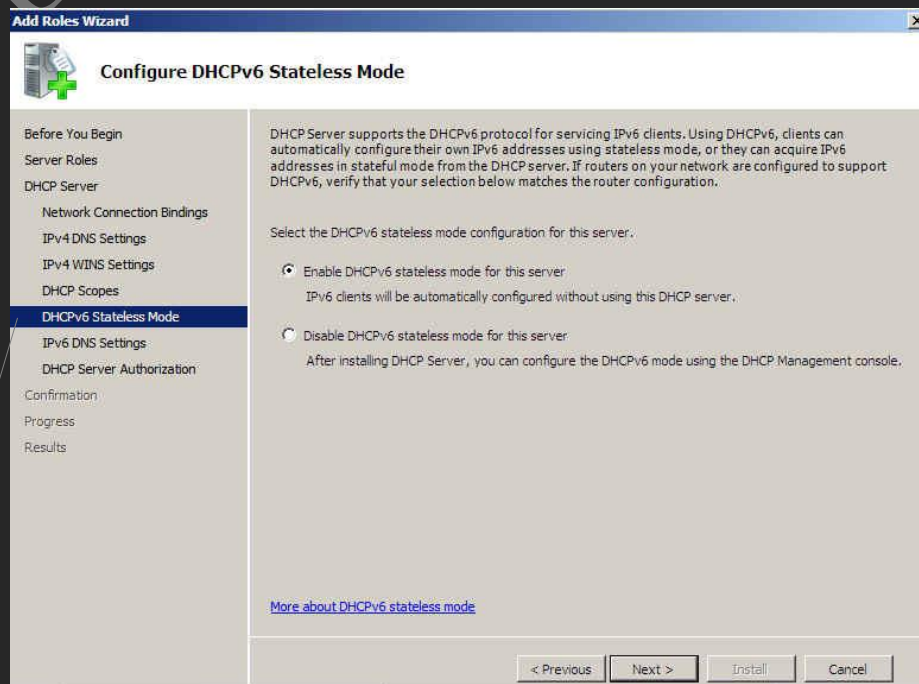 Add Roles Wizard
Configure DHCPv6 Stateless Mode
Before You Begin
Server Roles
DHCP Server
Network Connection Bindings
IPv4 DNS Settings
IPv4 WINS Settings
DHCP Scopes
DHCPv6 Stateless Mode
IPv6 DNS Settings
DHCP Server Authorization
Confirmation
Progress
Results
DHCP Server supports the DHCPv6 protocol for servicing IPv6 clients. Using DHCPv6, clients can
automatically configure their own IPv6 addresses using stateless mode, or they can acquire IPv6
addresses in stateful mode from the DHCP server. If routers on your network are configured to support
DHCPv6, verify that your selection below matches the router configuration.
Select the DHCPv6 stateless mode configuration for this server.
Enable DHCPv6 stateless mode for this server
IPv6 clients will be automatically configured without using this DHCP server.
Disable DHCPv6 stateless mode for this server
After installing DHCP Server, you can configure the DHCPv6 mode using the DHCP Management console.
More about DHCPv6 stateless mode
< Previous Next > Install Cancel